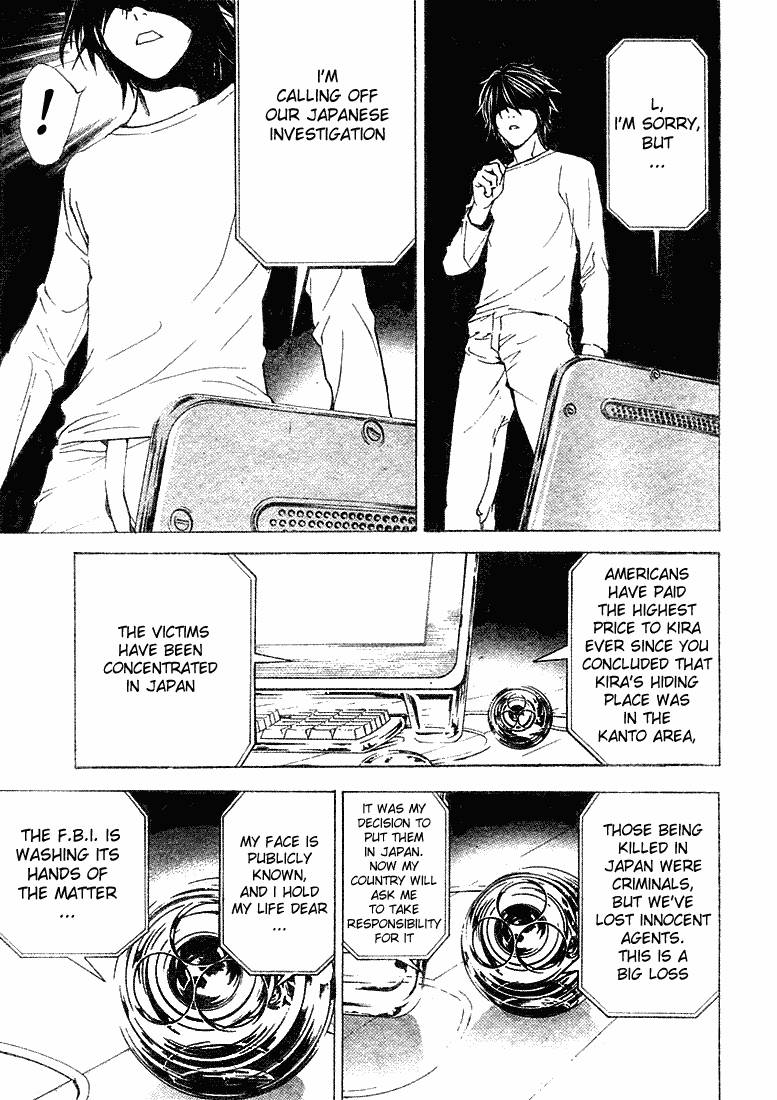 L,
I'M SORRY,
BUT
...
I'M
CALLING OFF
OUR JAPANESE
INVESTIGATION
!
AMERICANS
HAVE PAID
THE HIGHEST
PRICE TO KIRA
EVER SINCE YOU
CONCLUDED THAT
KIRA'S HIDING
PLACE WAS
IN THE
KANTO AREA,
THE VICTIMS
HAVE BEEN
CONCENTRATED
IN JAPAN
THOSE BEING
KILLED IN
JAPAN WERE
CRIMINALS,
BUT WE'VE
LOST INNOCENT
AGENTS.
THIS IS A
BIG LOSS
IT WAS MY
DECISION TO
PUT THEM
IN JAPAN.
NOW MY
COUNTRY WILL
ASK ME
TO TAKE
RESPONSIBILITY
FOR IT
MY FACE IS
PUBLICLY
KNOWN,
AND I HOLD
MY LIFE DEAR
...
THE F.B.I. IS
WASHING ITS
HANDS OF
THE MATTER
...